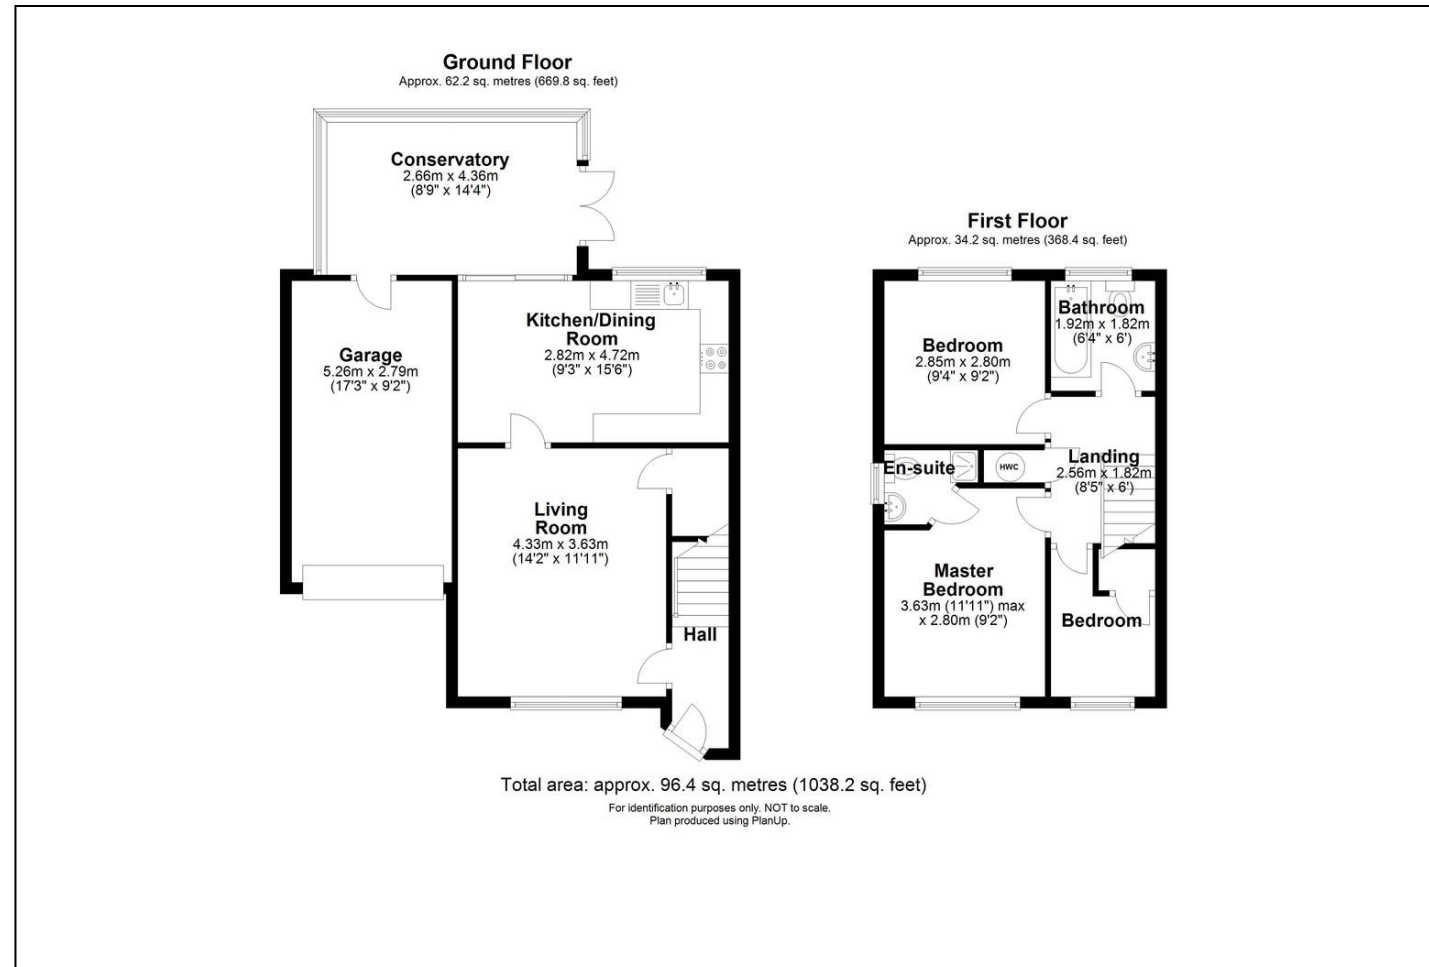 Ground Floor
Approx. 62.2 sq. metres (669.8 sq. feet)
Conservatory
2.66m x 4.36m
(8'9" x 14'4")
Kitchen/Dining
Room
2.82m x 4.72m
(9'3" x 15'6")
Garage
5.26m x 2.79m
(17'3" x 9'2")
Living
Room
4.33m x 3.63m
(14'2" x 11'11")
Hall
First Floor
Approx. 34.2 sq. metres (368.4 sq. feet)
Bedroom
2.85m x 2.80m
(9'4" x 9'2")
Bathroom
1.92m x 1.82m
(6'4" x 6')
En-suite
HWC
Landing
2.56m x 1.82m
(8'5" x 6')
Master
Bedroom
3.63m (11'11") max
x 2.80m (9'2")
Bedroom
Total area: approx. 96.4 sq. metres (1038.2 sq. feet)
For identification purposes only. NOT to scale.
Plan produced using PlanUp.